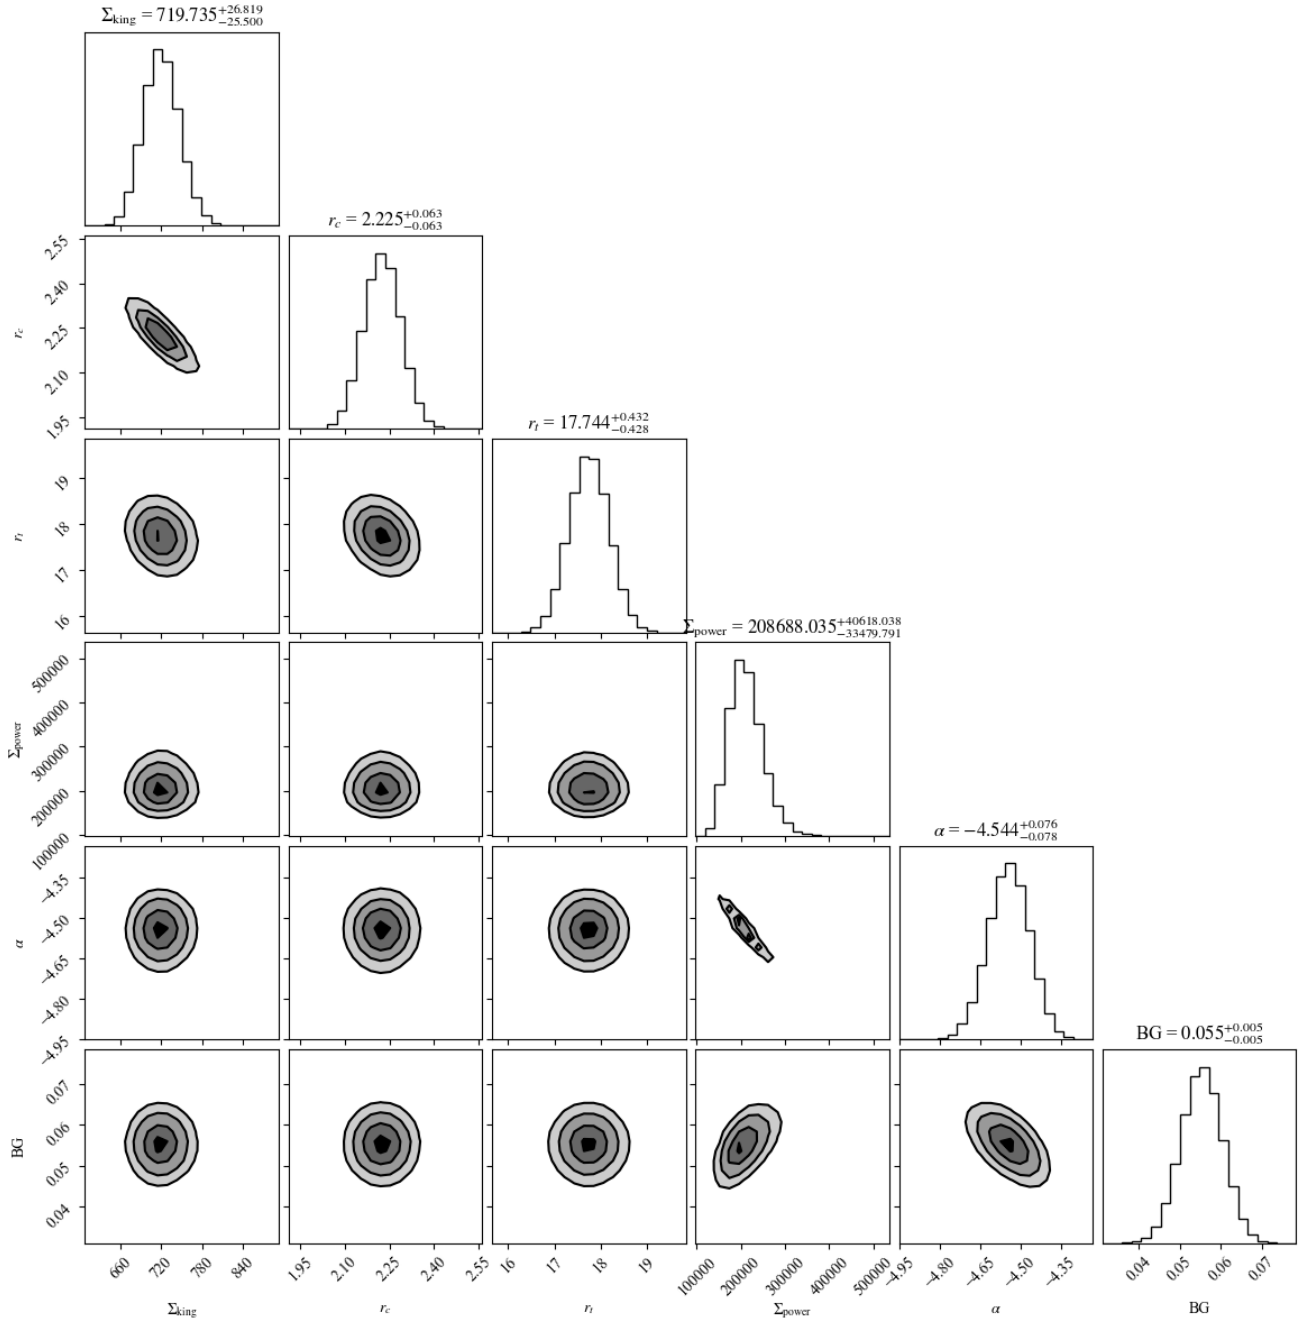 Σking = 719.735+26.819−25.500
rc = 2.225+0.063−0.063
2.55
2.40
2.25
2.10
1.95
rc
rt = 17.744+0.432−0.428
19
18
17
16
rt
Σpower = 208688.035+40618.038−33479.791
500000
400000
300000
200000
100000
Σpower
α = −4.544+0.076−0.078
−4.35
−4.50
−4.65
−4.80
−4.95
α
BG = 0.055+0.005−0.005
0.07
0.06
0.05
0.04
BG
660 720 780 840 1.95 2.10 2.25 2.40 2.55 16 17 18 19 100000 200000 300000 400000 500000 −4.95 −4.80 −4.65 −4.50 −4.35 0.04 0.05 0.06 0.07
Σking rc rt Σpower α BG